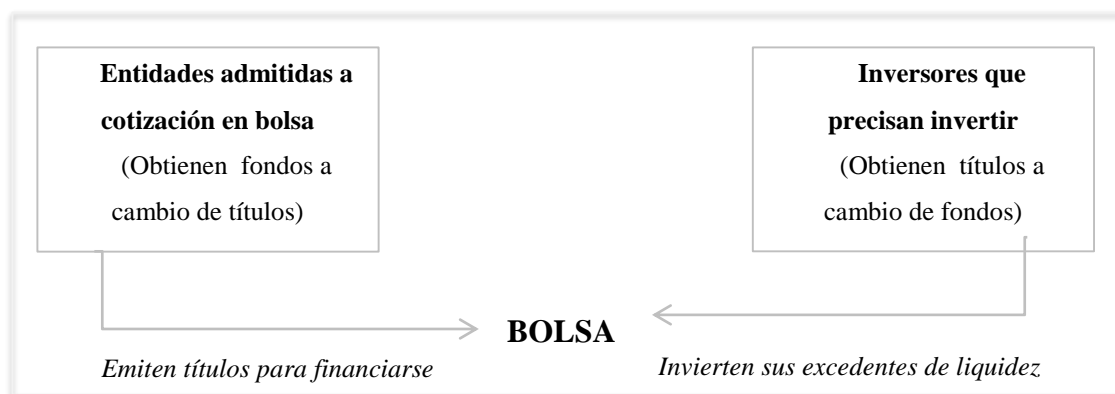 Entidades admitidas a
cotización en bolsa
(Obtienen fondos a
cambio de títulos)
Inversores que
precisan invertir
(Obtienen títulos a
cambio de fondos)
BOLSA
Emiten títulos para financiarse
Invierten sus excedentes de liquidez